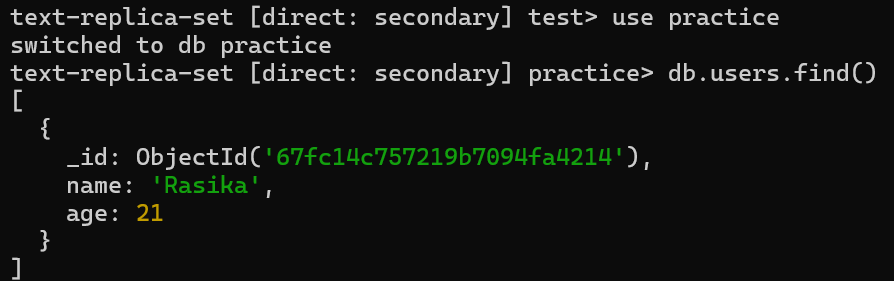 text-replica-set [direct: secondary] test> use practice
switched to db practice
text-replica-set [direct: secondary] practice> db.users.find()
[
  {
    _id: ObjectId('67fc14c757219b7094fa4214'),
    name: 'Rasika',
    age: 21
  }
]